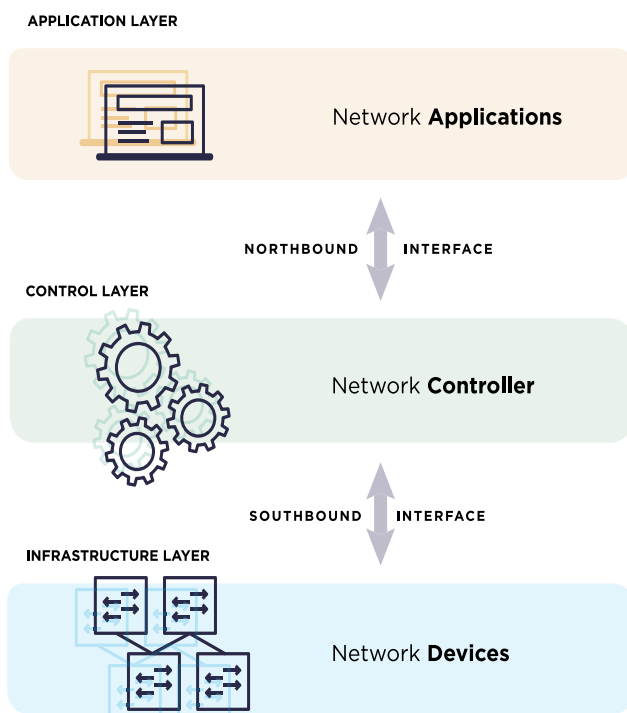 APPLICATION LAYER
Network Applications
NORTHBOUND INTERFACE
CONTROL LAYER
Network Controller
SOUTHBOUND INTERFACE
INFRASTRUCTURE LAYER
Network Devices